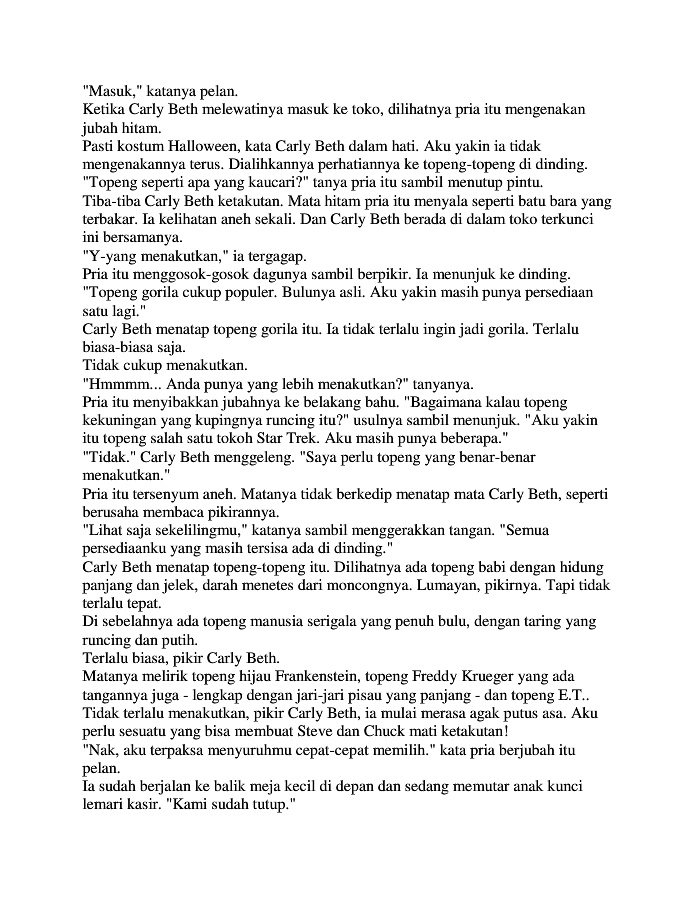 "Masuk," katanya pelan.
Ketika Carly Beth melewatinya masuk ke toko, dilihatnya pria itu mengenakan
jubah hitam.
Pasti kostum Halloween, kata Carly Beth dalam hati. Aku yakin ia tidak
mengenakannya terus. Dialihkannya perhatiannya ke topeng-topeng di dinding.
"Topeng seperti apa yang kaucari?" tanya pria itu sambil menutup pintu.
Tiba-tiba Carly Beth ketakutan. Mata hitam pria itu menyala seperti batu bara yang
terbakar. Ia kelihatan aneh sekali. Dan Carly Beth berada di dalam toko terkunci
ini bersamanya.
"Y-yang menakutkan," ia tergagap.
Pria itu menggosok-gosok dagunya sambil berpikir. Ia menunjuk ke dinding.
"Topeng gorila cukup populer. Bulunya asli. Aku yakin masih punya persediaan
satu lagi."
Carly Beth menatap topeng gorila itu. Ia tidak terlalu ingin jadi gorila. Terlalu
biasa-biasa saja.
Tidak cukup menakutkan.
"Hmmmm... Anda punya yang lebih menakutkan?" tanyanya.
Pria itu menyibakkan jubahnya ke belakang bahu. "Bagaimana kalau topeng
kekuningan yang kupingnya runcing itu?" usulnya sambil menunjuk. "Aku yakin
itu topeng salah satu tokoh Star Trek. Aku masih punya beberapa."
"Tidak." Carly Beth menggeleng. "Saya perlu topeng yang benar-benar
menakutkan."
Pria itu tersenyum aneh. Matanya tidak berkedip menatap mata Carly Beth, seperti
berusaha membaca pikirannya.
"Lihat saja sekelilingmu," katanya sambil menggerakkan tangan. "Semua
persediaanku yang masih tersisa ada di dinding."
Carly Beth menatap topeng-topeng itu. Dilihatnya ada topeng babi dengan hidung
panjang dan jelek, darah menetes dari moncongnya. Lumayan, pikirnya. Tapi tidak
terlalu tepat.
Di sebelahnya ada topeng manusia serigala yang penuh bulu, dengan taring yang
runcing dan putih.
Terlalu biasa, pikir Carly Beth.
Matanya melirik topeng hijau Frankenstein, topeng Freddy Krueger yang ada
tangannya juga - lengkap dengan jari-jari pisau yang panjang - dan topeng E.T..
Tidak terlalu menakutkan, pikir Carly Beth, ia mulai merasa agak putus asa. Aku
perlu sesuatu yang bisa membuat Steve dan Chuck mati ketakutan!
"Nak, aku terpaksa menyuruhmu cepat-cepat memilih." kata pria berjubah itu
pelan.
Ia sudah berjalan ke balik meja kecil di depan dan sedang memutar anak kunci
lemari kasir. "Kami sudah tutup."